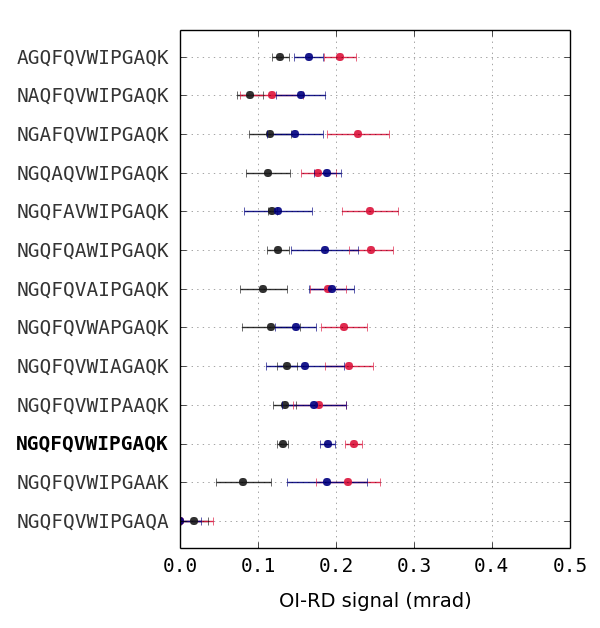 AGQFQVWIPGAQK
NAQFQVWIPGAQK
NGAFQVWIPGAQK
NGQAQVWIPGAQK
NGQFAVWIPGAQK
NGQFQAWIPGAQK
NGQFQVAIPGAQK
NGQFQVWAPGAQK
NGQFQVWIAGAQK
NGQFQVWIPAAQK
NGQFQVWIPGAQK
NGQFQVWIPGAAK
NGQFQVWIPGAQA
0.0 0.1 0.2 0.3 0.4 0.5
OI-RD signal (mrad)